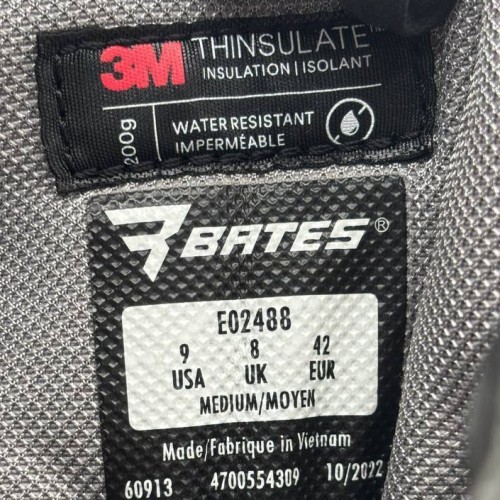 3M THINSULATE™
INSULATION | ISOLANT
200g
WATER RESISTANT
IMPERMÉABLE
BATES®
E02488
9 8 42
USA UK EUR
MEDIUM/MOYEN
Made/Fabrique in Vietnam
60913 4700554309 10/2022